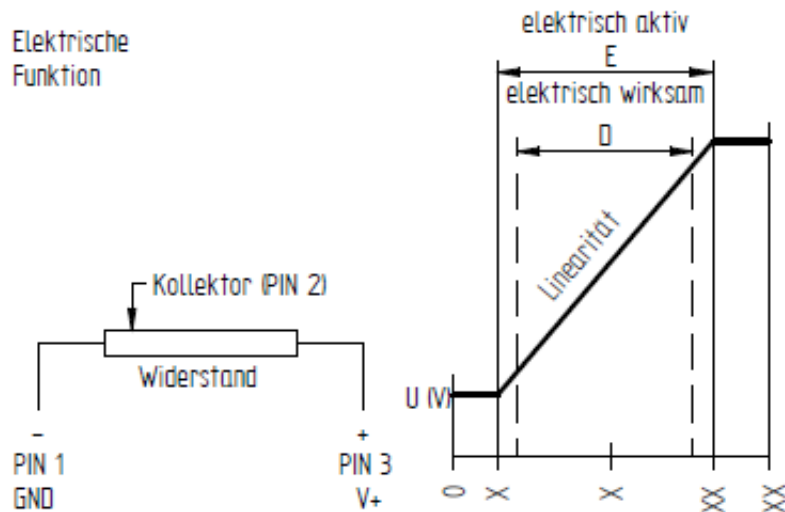 Elektrische
Funktion
elektrisch aktiv
E
elektrisch wirksam
D
Linearität
Kollektor (PIN 2)
Widerstand
U (V)
- +
PIN 1 PIN 3
GND V+
0 X X XX XX